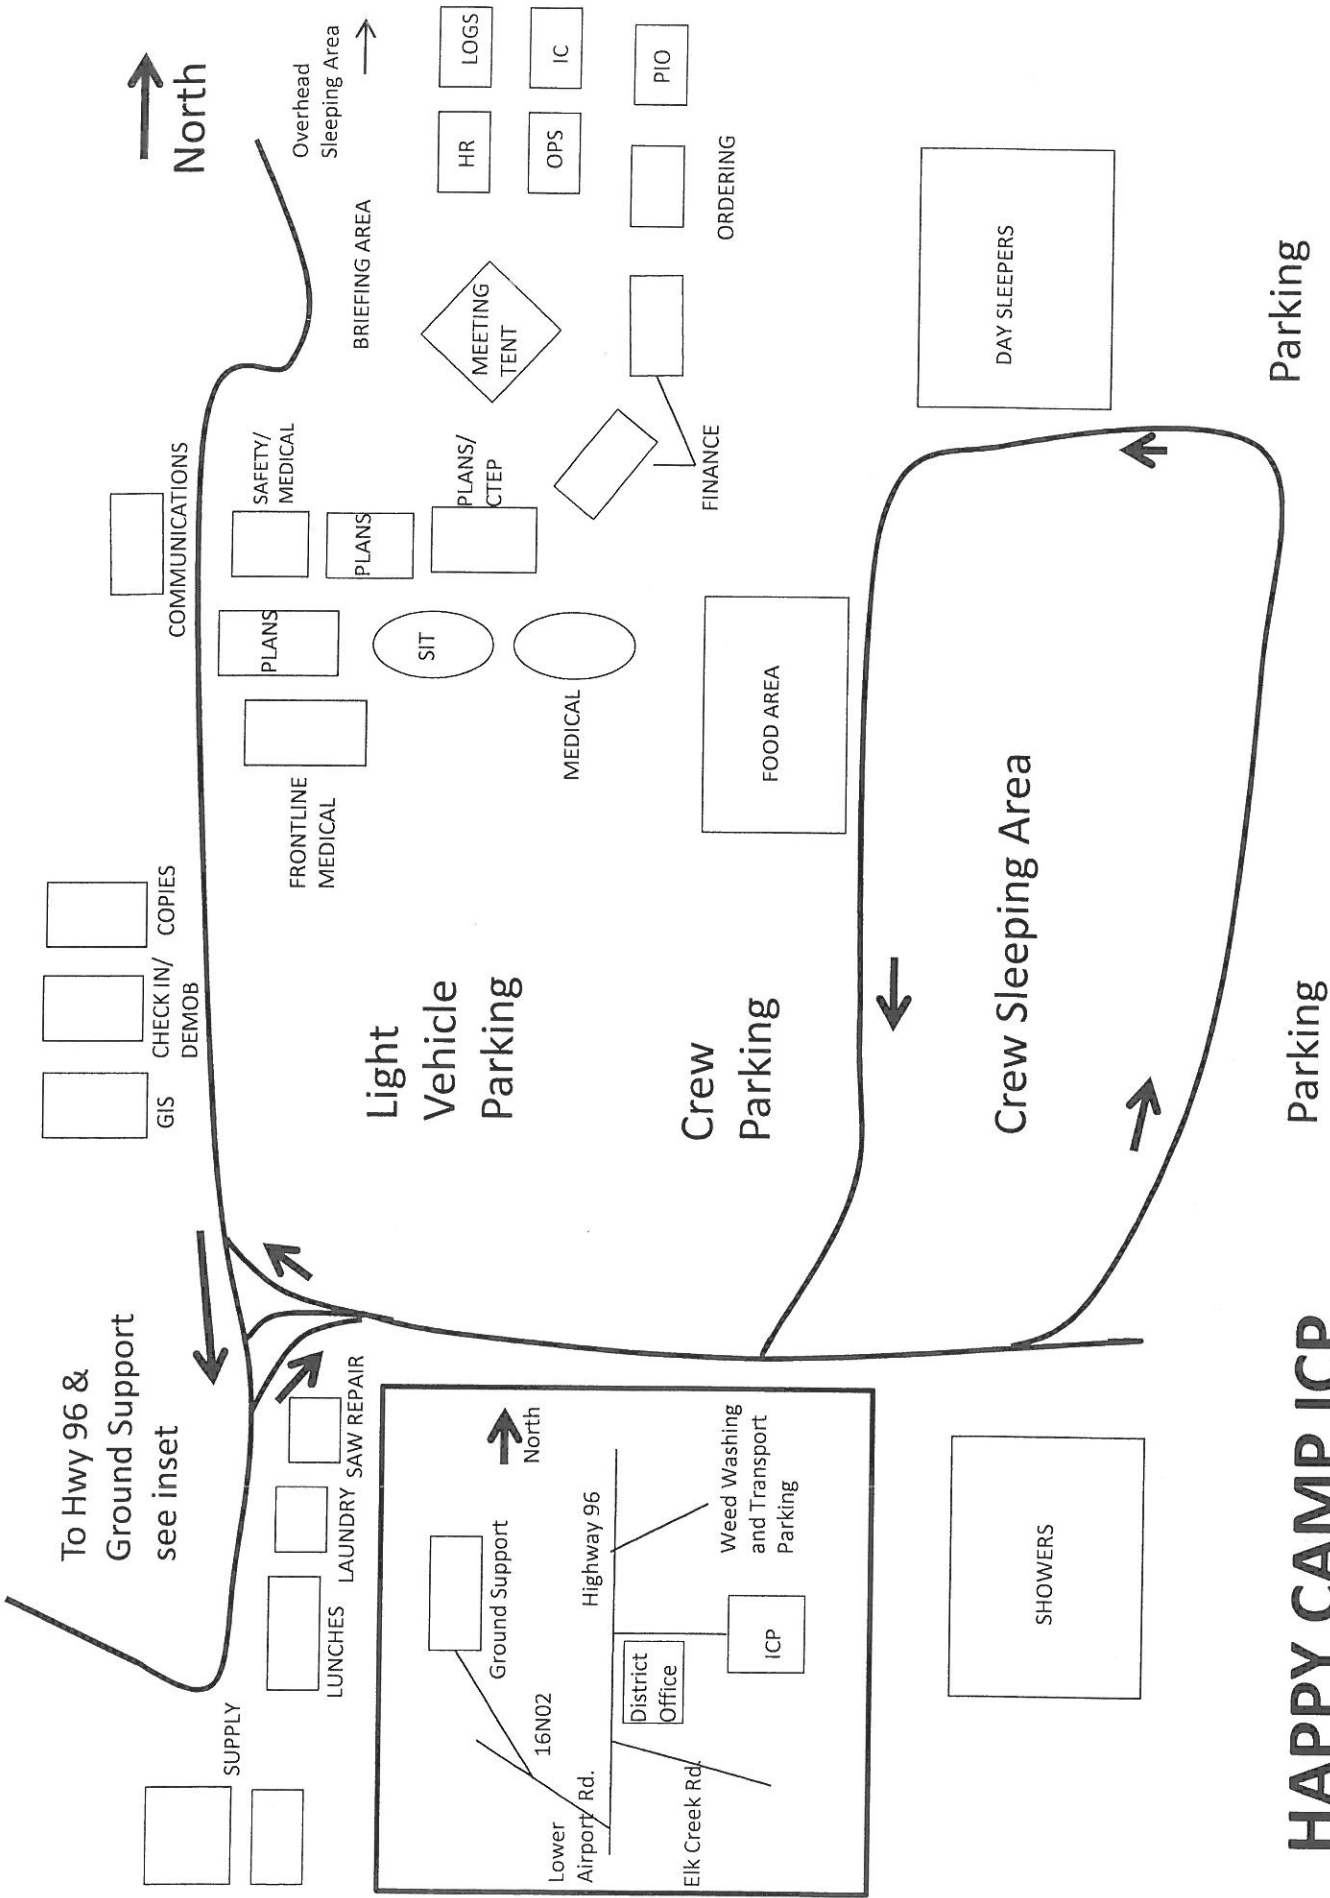 To Hwy 96 &
Ground Support
see inset
North
GIS
CHECK IN/
DEMOB
COPIES
COMMUNICATIONS
SUPPLY
LUNCHES
LAUNDRY
SAW REPAIR
FRONTLINE
MEDICAL
PLANS
SAFETY/
MEDICAL
PLANS
SIT
PLANS/
CTEP
MEDICAL
BRIEFING AREA
Overhead
Sleeping Area
MEETING
TENT
HR
LOGS
OPS
IC
PIO
ORDERING
FINANCE
Light
Vehicle
Parking
Crew
Parking
FOOD AREA
North
Ground Support
16N02
Lower
Airport Rd.
Highway 96
District
Office
Elk Creek Rd.
Weed Washing
and Transport
Parking
ICP
SHOWERS
Crew Sleeping Area
DAY SLEEPERS
Parking
Parking
HAPPY CAMP ICP